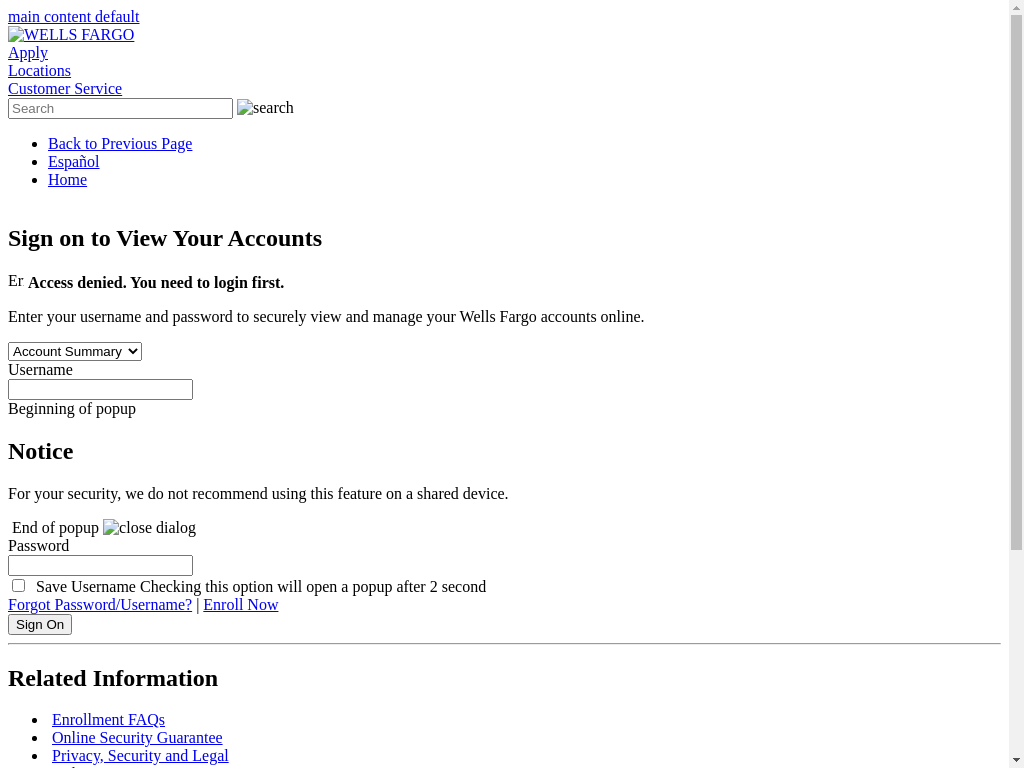 main content default
WELLS FARGO
Apply
Locations
Customer Service
Search search
Back to Previous Page
Español
Home
Sign on to View Your Accounts
Er Access denied. You need to login first.
Enter your username and password to securely view and manage your Wells Fargo accounts online.
Account Summary
Username
Beginning of popup
Notice
For your security, we do not recommend using this feature on a shared device.
End of popup close dialog
Password
Save Username Checking this option will open a popup after 2 second
Forgot Password/Username? | Enroll Now
Sign On
Related Information
Enrollment FAQs
Online Security Guarantee
Privacy, Security and Legal